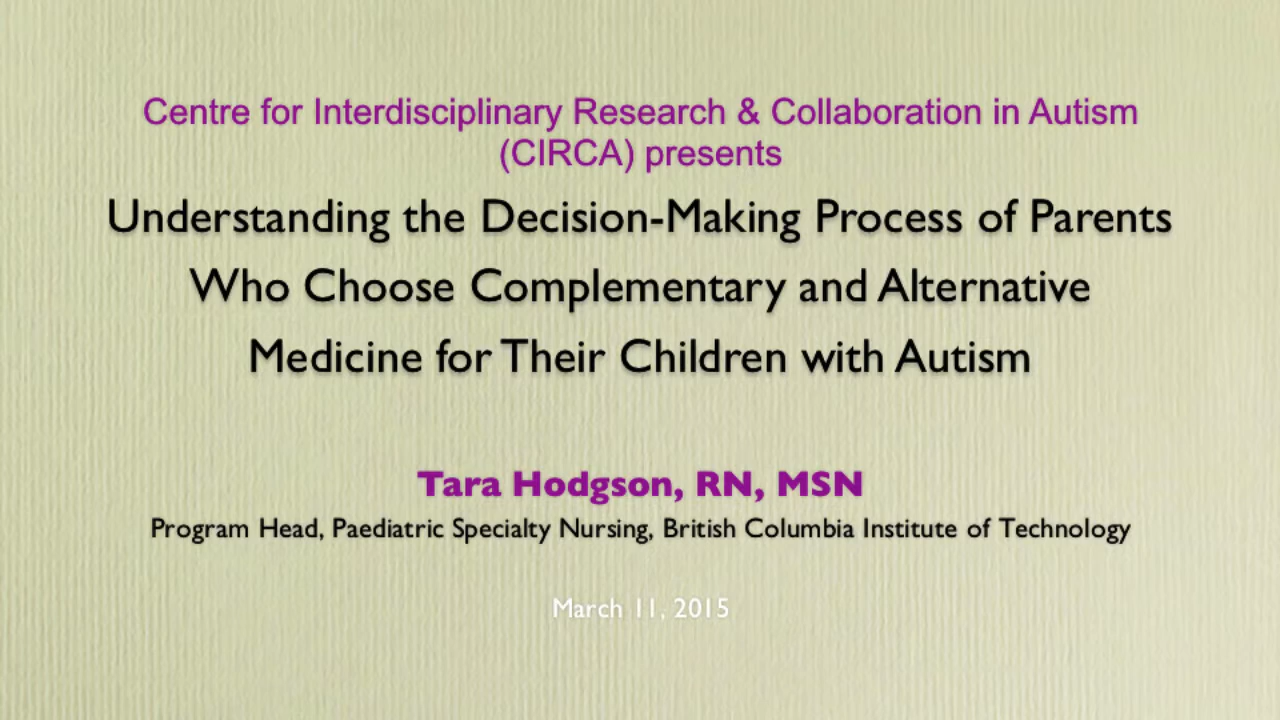 Centre for Interdisciplinary Research & Collaboration in Autism
(CIRCA) presents
Understanding the Decision-Making Process of Parents
Who Choose Complementary and Alternative
Medicine for Their Children with Autism
Tara Hodgson, RN, MSN
Program Head, Paediatric Specialty Nursing, British Columbia Institute of Technology
March 11, 2015